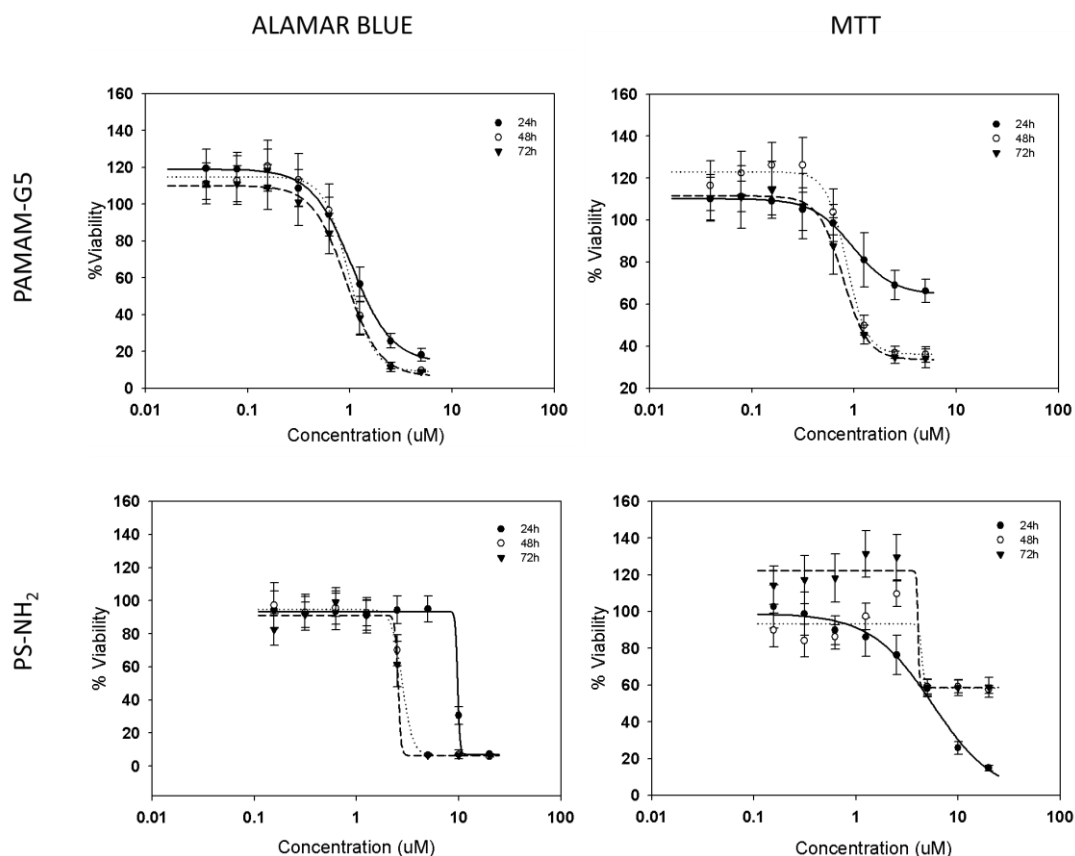 ALAMAR BLUE
MTT
PAMAM-G5
160
140
120
100
80
60
40
20
0
%Viability
24h
48h
72h
0.01
0.1
1
10
100
Concentration (uM)
160
140
120
100
80
60
40
20
% Viability
24h
48h
72h
0.01
0.1
1
10
100
Concentration (uM)
PS-NH2
160
140
120
100
80
60
40
20
0
% Viability
24h
48h
72h
0.01
0.1
1
10
100
Concentration (uM)
160
140
120
100
80
60
40
20
0
% Viability
24h
48h
72h
0.01
0.1
1
10
100
Concentration (uM)